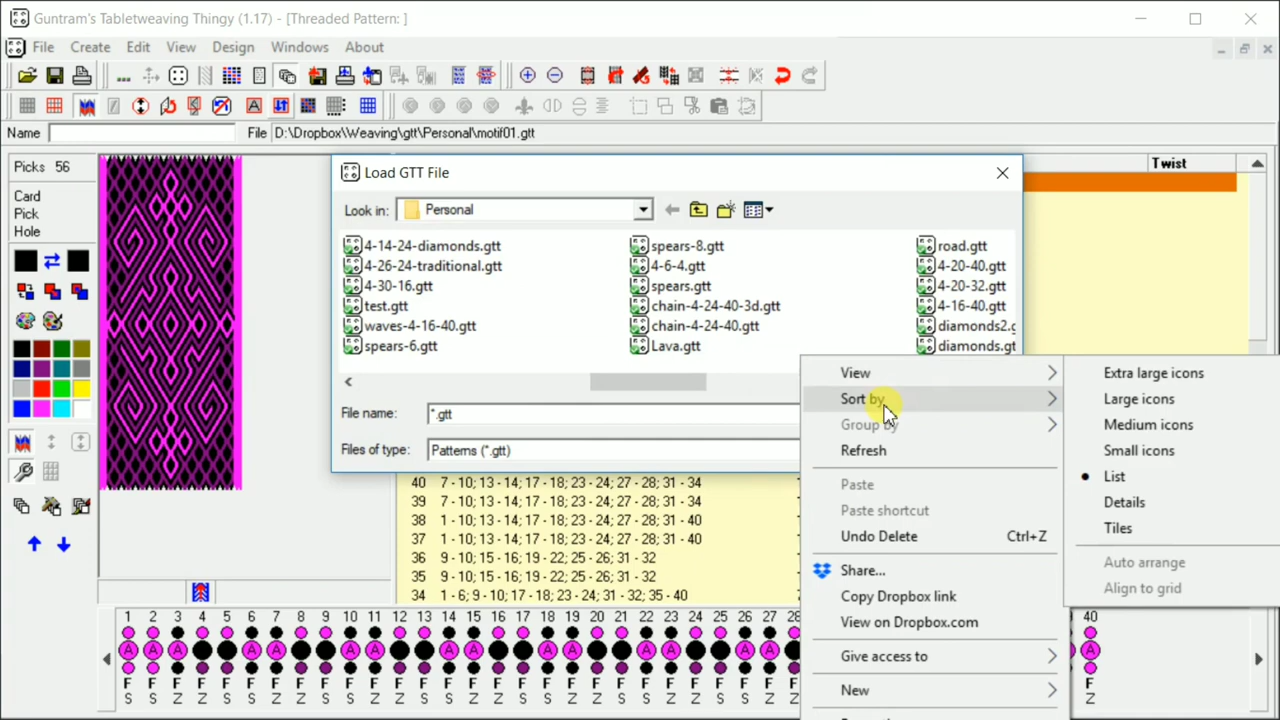 Guntram's Tabletweaving Thingy (1.17) - [Threaded Pattern: ]
File Create Edit View Design Windows About
Name File D:\Dropbox\Weaving\gtt\Personal\motif01.gtt
Picks 56
Card
Pick
Hole
Twist
Load GTT File
Look in: Personal
4-14-24-diamonds.gtt spears-8.gtt road.gtt
4-26-24-traditional.gtt 4-6-4.gtt 4-20-40.gtt
4-30-16.gtt spears.gtt 4-20-32.gtt
test.gtt chain-4-24-40-3d.gtt 4-16-40.gtt
waves-4-16-40.gtt chain-4-24-40.gtt diamonds2.g
spears-6.gtt Lava.gtt diamonds.gt
File name: *.gtt
Files of type: Patterns (*.gtt)
View
Sort by
Group by
Refresh
Paste
Paste shortcut
Undo Delete Ctrl+Z
Share...
Copy Dropbox link
View on Dropbox.com
Give access to
New
Extra large icons
Large icons
Medium icons
Small icons
List
Details
Tiles
Auto arrange
Align to grid
40 7 - 10; 13 - 14; 17 - 18; 23 - 24; 27 - 28; 31 - 34
39 7 - 10; 13 - 14; 17 - 18; 23 - 24; 27 - 28; 31 - 34
38 1 - 10; 13 - 14; 17 - 18; 23 - 24; 27 - 28; 31 - 40
37 1 - 10; 13 - 14; 17 - 18; 23 - 24; 27 - 28; 31 - 40
36 9 - 10; 15 - 16; 19 - 22; 25 - 26; 31 - 32
35 9 - 10; 15 - 16; 19 - 22; 25 - 26; 31 - 32
34 1 - 6; 9 - 10; 17 - 18; 23 - 24; 31 - 32; 35 - 40
1 2 3 4 5 6 7 8 9 10 11 12 13 14 15 16 17 18 19 20 21 22 23 24 25 26 27 28 40
F F F F F F F F F F F F F F F F F F F F F F F F F F F F F
S S Z Z Z Z Z Z S S S S Z Z Z Z S S S S Z Z Z Z S S S S Z